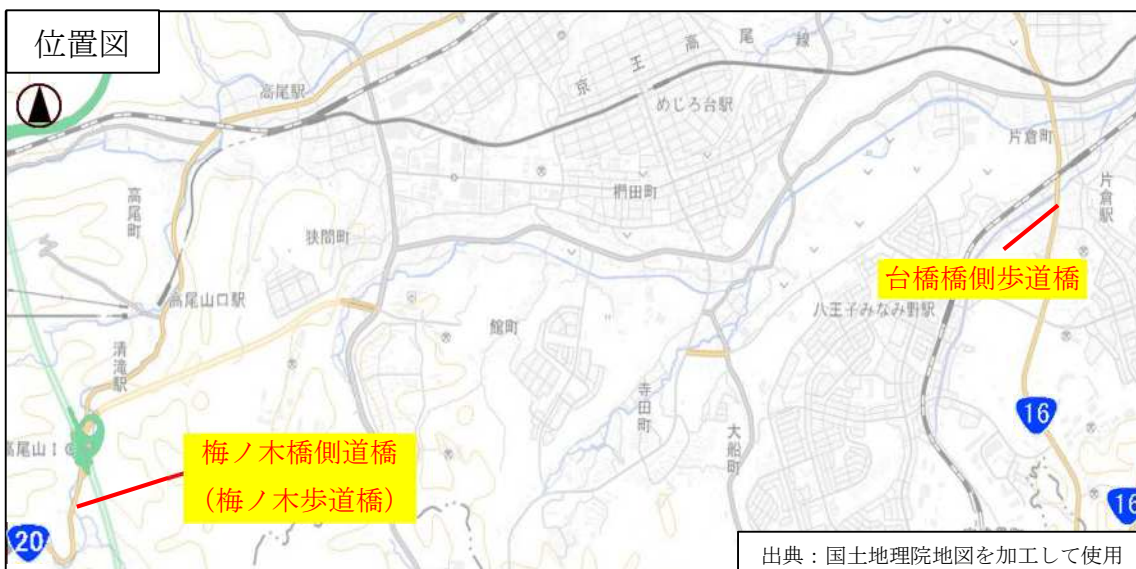 位置図
京王高尾線
高尾駅
めじろ台駅
片倉町
片倉駅
椚田町
高尾町
狭間町
台橋橋側歩道橋
高尾山口駅
八王子みなみ野駅
館町
清滝駅
寺田町
16
大船町
梅ノ木橋側道橋
(梅ノ木歩道橋)
高尾山IC
16
20
出典:国土地理院地図を加工して使用